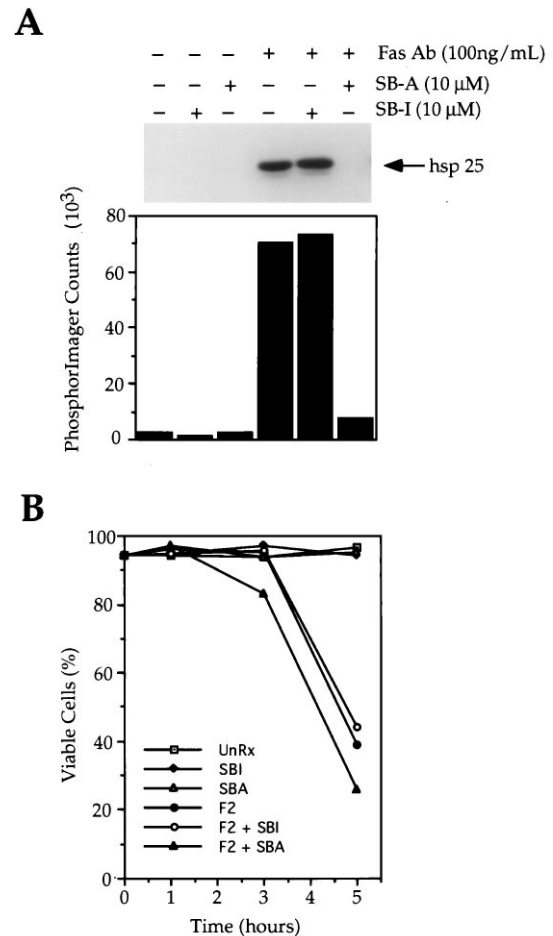 A
− − − + + + Fas Ab (100ng/mL)
− − + − − + SB-A (10 µM)
− + − − + − SB-I (10 µM)
hsp 25
PhosphorImager Counts (10³)
80
60
40
20
0
B
Viable Cells (%)
100
80
60
40
20
0
UnRx
SBI
SBA
F2
F2 + SBI
F2 + SBA
0 1 2 3 4 5
Time (hours)